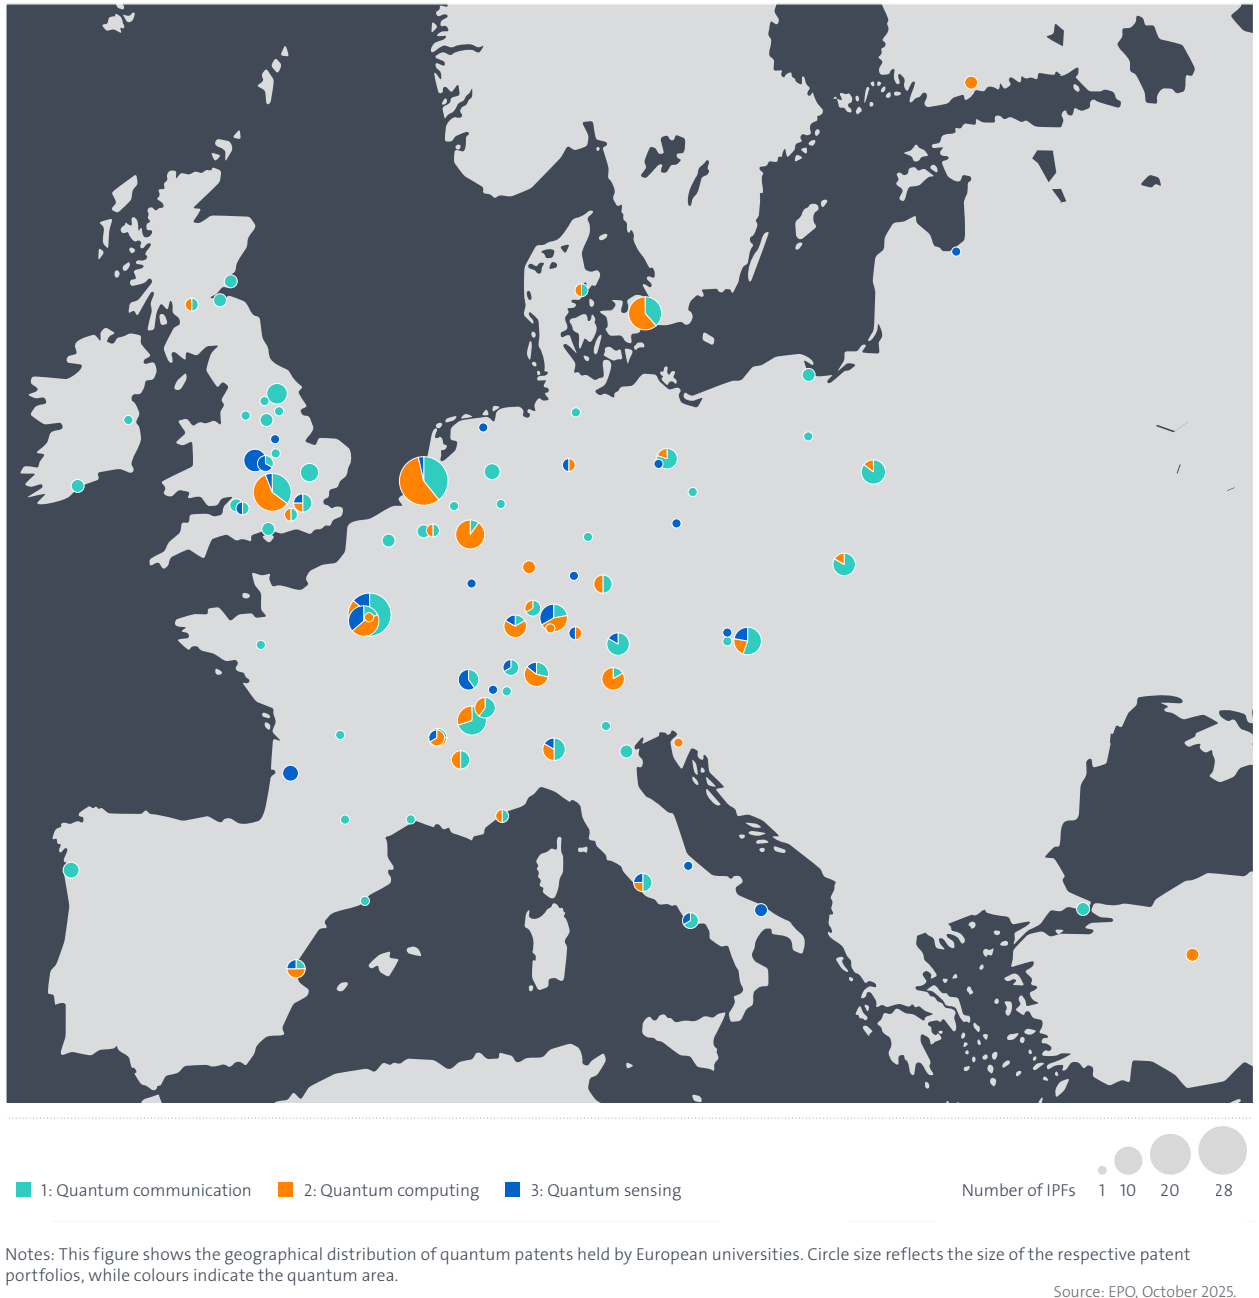 1: Quantum communication 2: Quantum computing 3: Quantum sensing Number of IPFs 1 10 20 28
Notes: This figure shows the geographical distribution of quantum patents held by European universities. Circle size reflects the size of the respective patent
portfolios, while colours indicate the quantum area.
Source: EPO, October 2025.